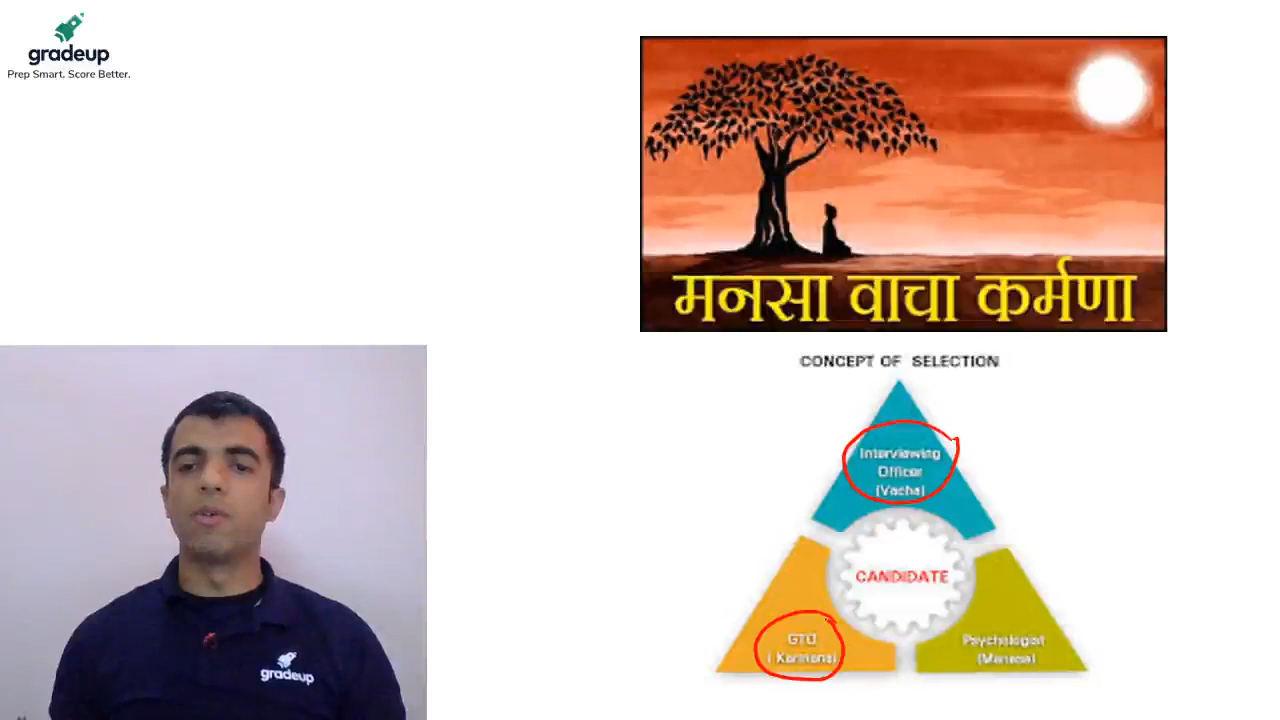 gradeup
Prep Smart. Score Better.
मनसा वाचा कर्मणा
CONCEPT OF SELECTION
Interviewing
Officer
(Vacha)
CANDIDATE
GTO
( Karmana)
Psychologist
(Manasa)
gradeup